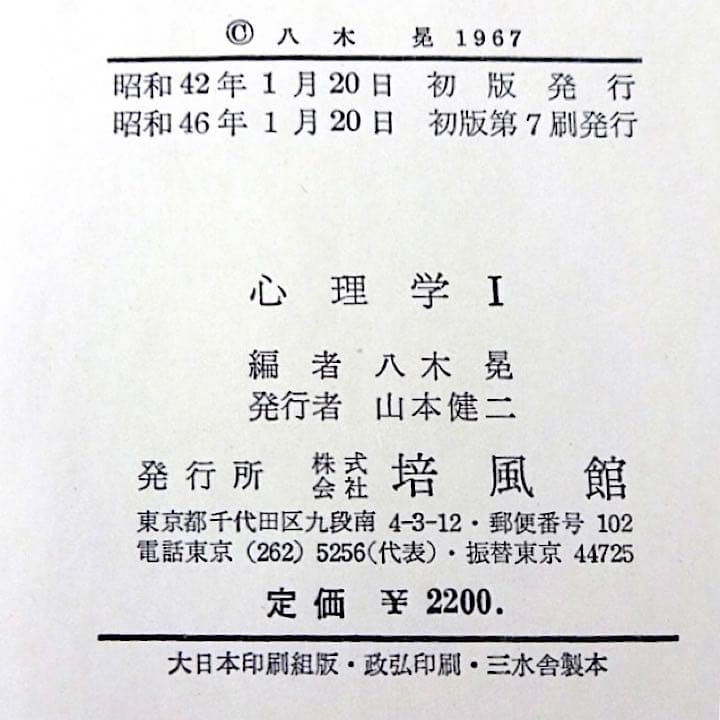 © 八木 晃 1967
昭和42年1月20日 初版発行
昭和46年1月20日 初版第7刷発行
心理学 I
編者 八木 晃
発行者 山本健二
発行所 株式会社 培風館
東京都千代田区九段南 4-3-12・郵便番号 102
電話東京 (262) 5256(代表)・振替東京 44725
定価 ¥ 2200.
大日本印刷組版・政弘印刷・三水舎製本